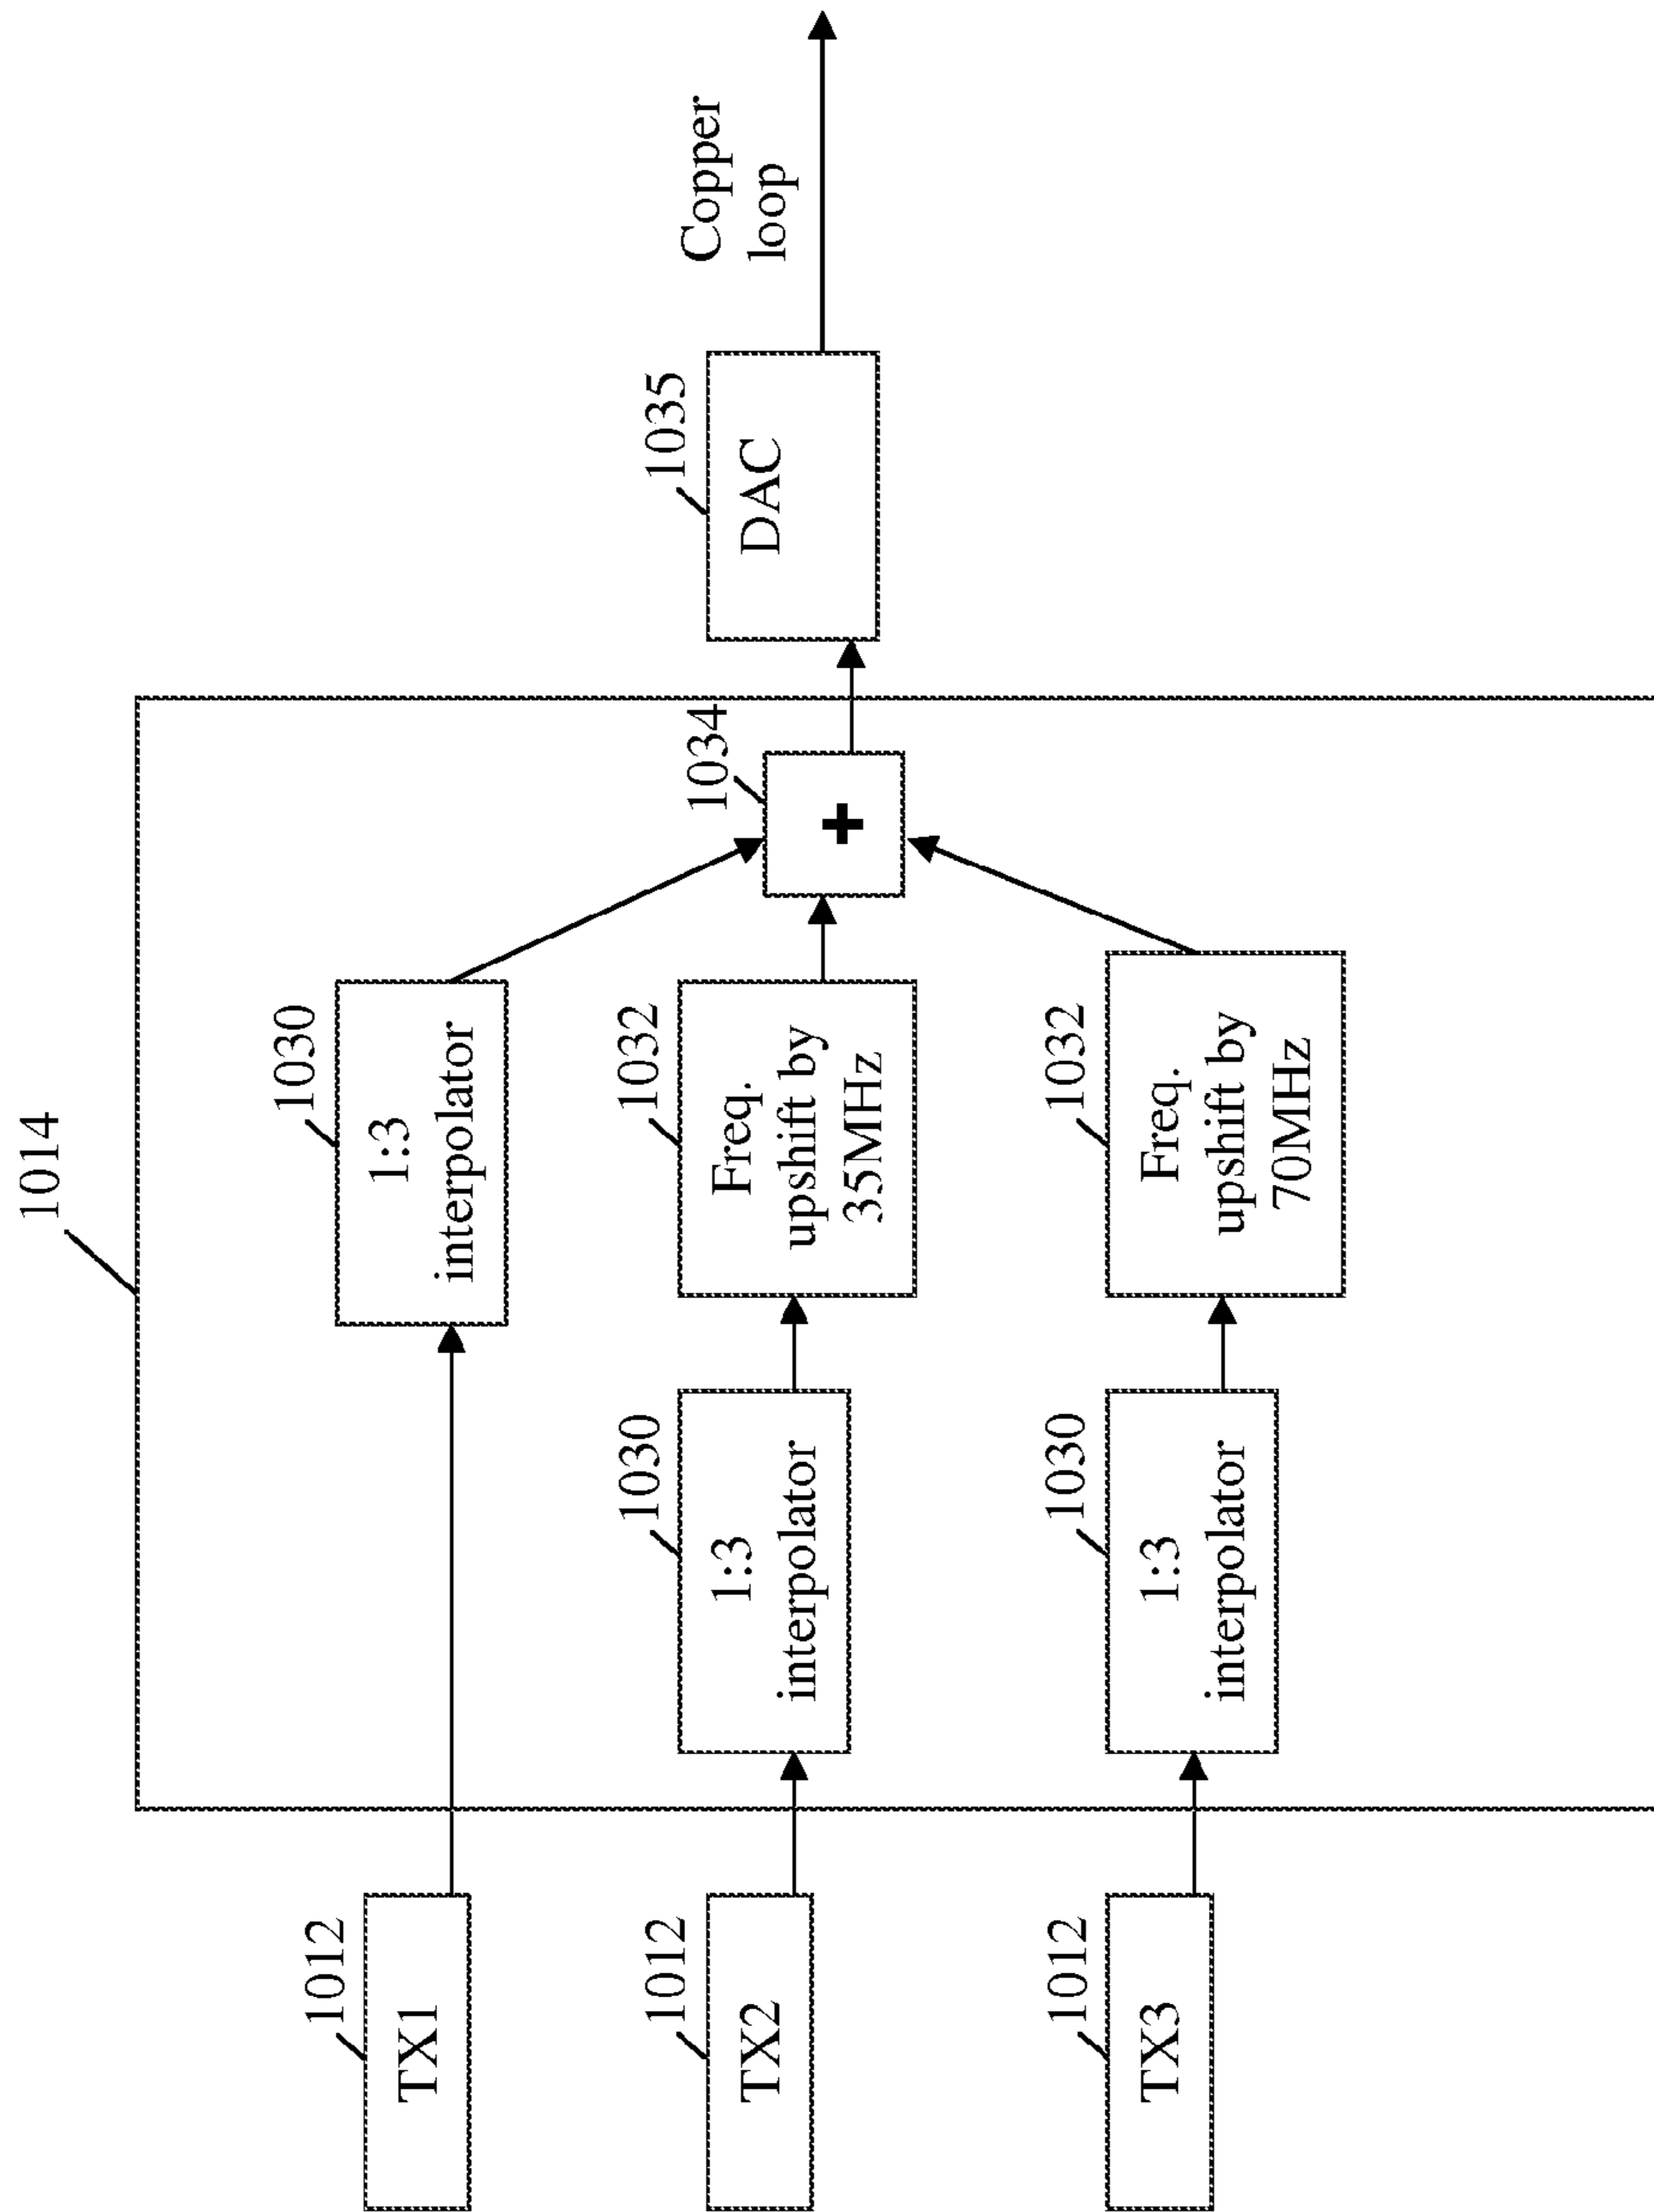 1014
1012
TX1
1030
1:3
interpolator
1012
TX2
1030
1:3
interpolator
1032
Freq.
upshift by
35MHz
1034
+
1035
DAC
Copper
loop
1012
TX3
1030
1:3
interpolator
1032
Freq.
upshift by
70MHz